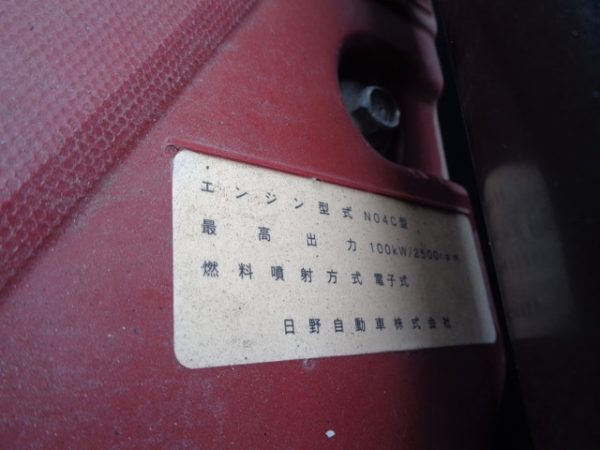 エンジン型式 N04C型
最高出力 100kW/2500rpm
燃料噴射方式 電子式
日野自動車株式会社